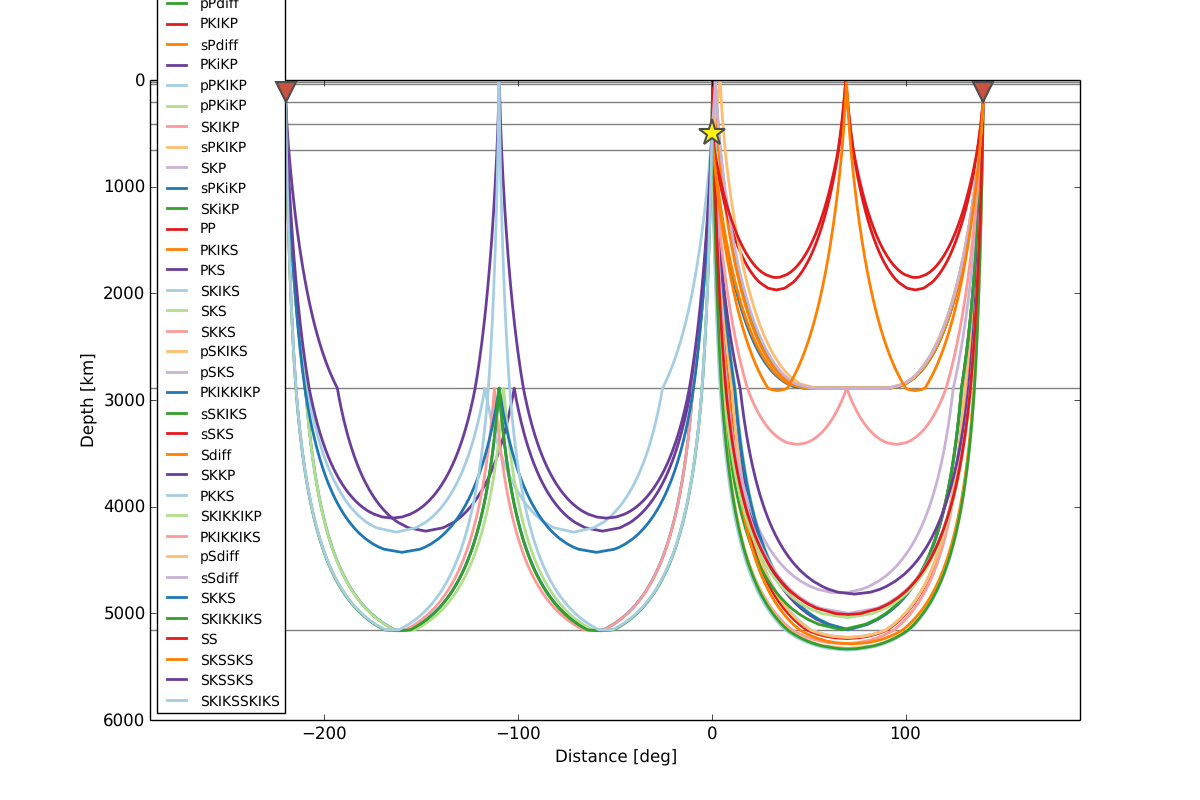 pPdiff
PKIKP
sPdiff
PKiKP
pPKIKP
pPKiKP
SKIKP
sPKIKP
SKP
sPKiKP
SKiKP
PP
PKIKS
PKS
SKIKS
SKS
SKKS
pSKIKS
pSKS
PKIKKIKP
sSKIKS
sSKS
Sdiff
SKKP
PKKS
SKIKKIKP
PKIKKIKS
pSdiff
sSdiff
SKKS
SKIKKIKS
SS
SKSSKS
SKSSKS
SKIKSSKIKS
0
1000
2000
3000
4000
5000
6000
Depth [km]
−200
−100
0
100
Distance [deg]